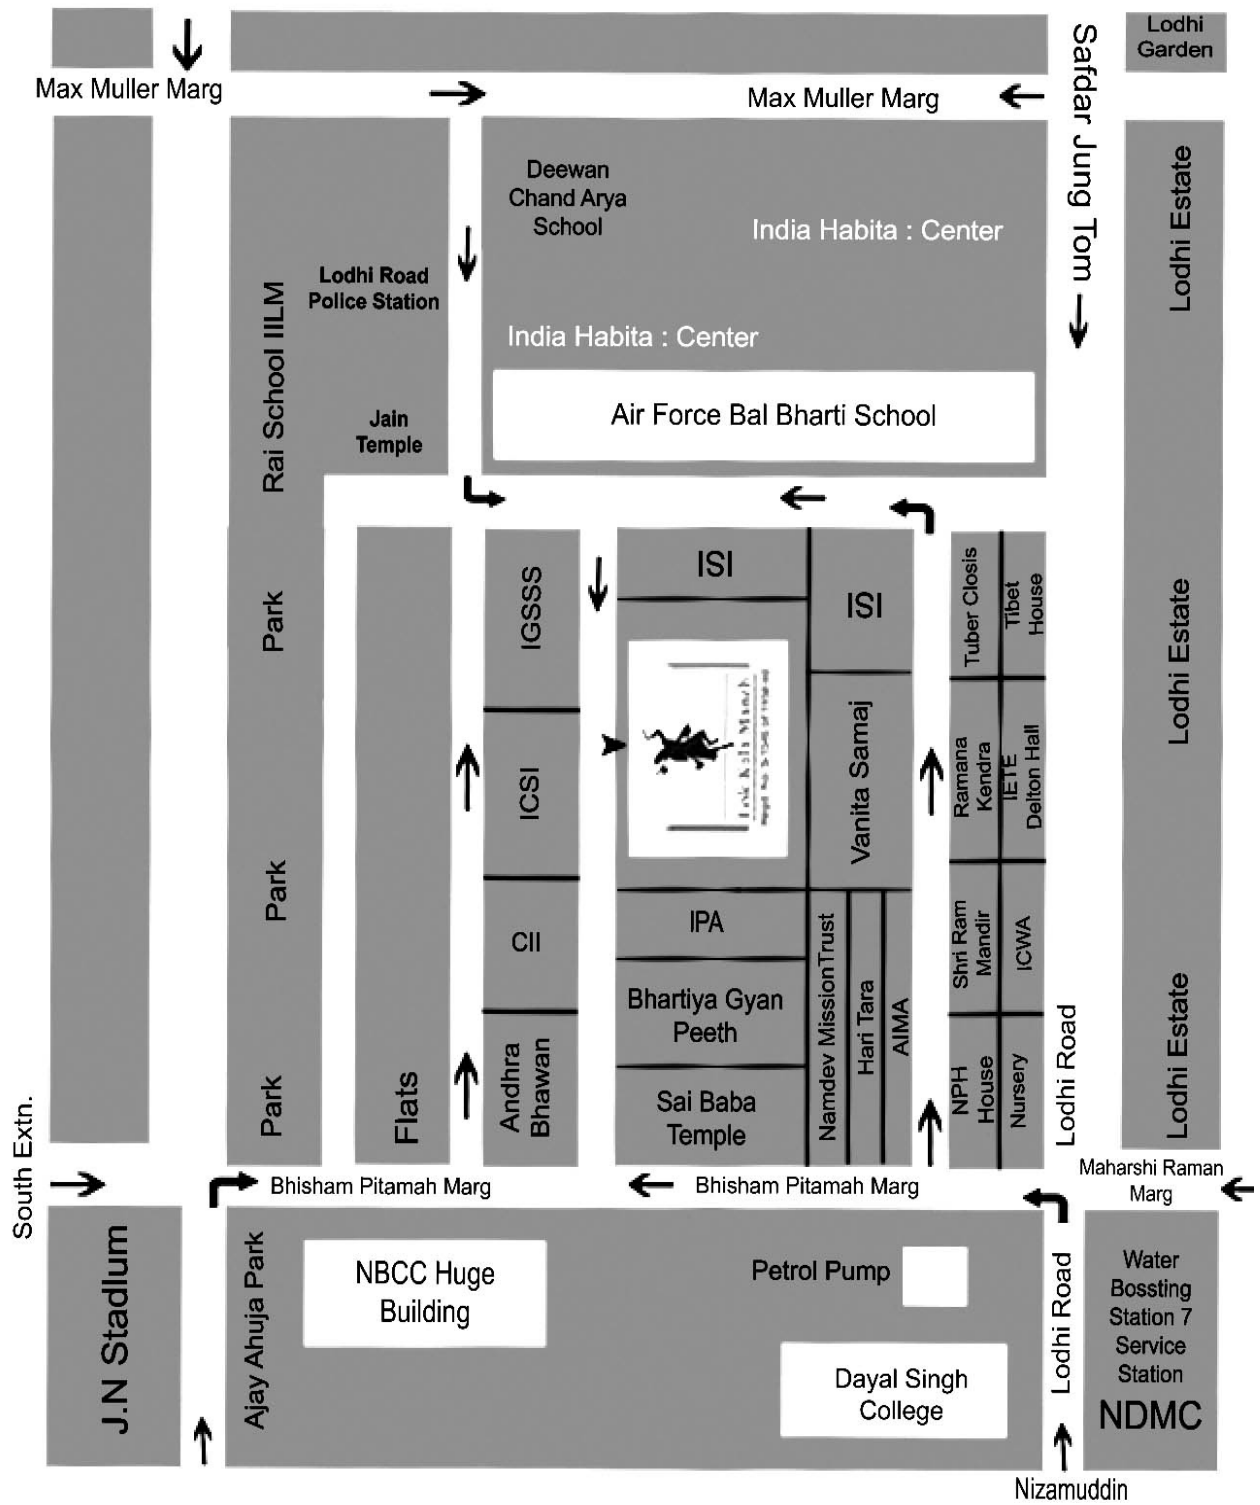 Lodhi
Garden
Max Muller Marg
Max Muller Marg
Safdar Jung Tom
Deewan
Chand Arya
School
India Habita : Center
Lodhi Estate
Lodhi Road
Police Station
Rai School IILM
India Habita : Center
Jain
Temple
Air Force Bal Bharti School
Park
IGSSS
ISI
ISI
Tuber Closis
Tibet
House
Lodhi Estate
ICSI
Lok Kala Manch
Vanita Samaj
Ramana
Kendra
IETE
Delton Hall
Park
CII
IPA
Namdev MissionTrust
Hari Tara
AIMA
Shri Ram
Mandir
ICWA
Bhartiya Gyan
Peeth
Park
Flats
Andhra
Bhawan
Sai Baba
Temple
NPH
House
Nursery
Lodhi Road
Lodhi Estate
South Extn.
Bhisham Pitamah Marg
Bhisham Pitamah Marg
Maharshi Raman
Marg
J.N Stadlum
Ajay Ahuja Park
NBCC Huge
Building
Petrol Pump
Dayal Singh
College
Lodhi Road
Water
Bossting
Station 7
Service
Station
NDMC
Nizamuddin